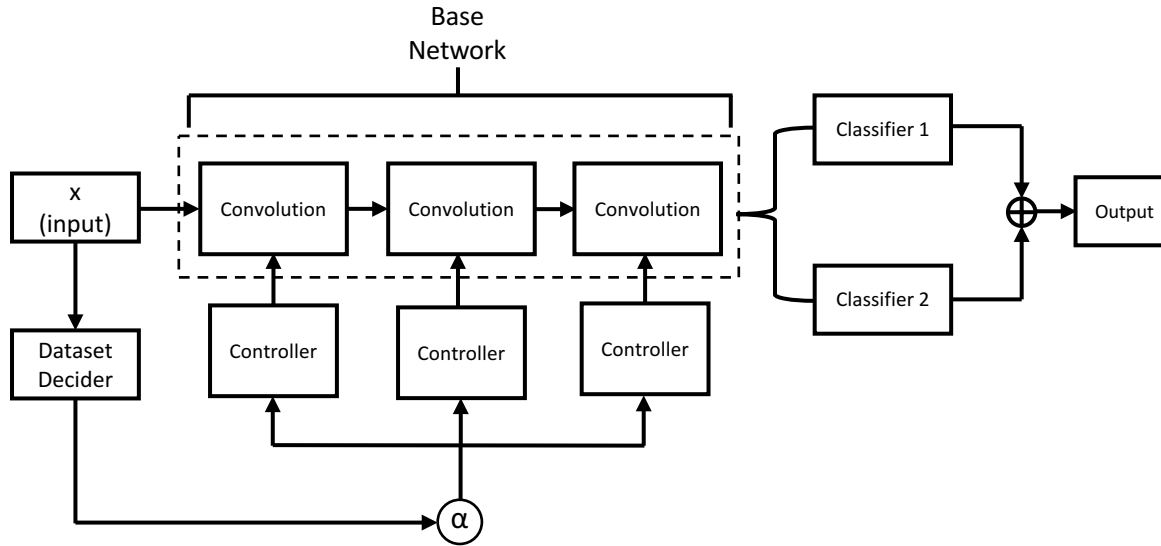 Base
Network
x
(input)
Convolution
Convolution
Convolution
Classifier 1
Output
Classifier 2
Dataset
Decider
Controller
Controller
Controller
α